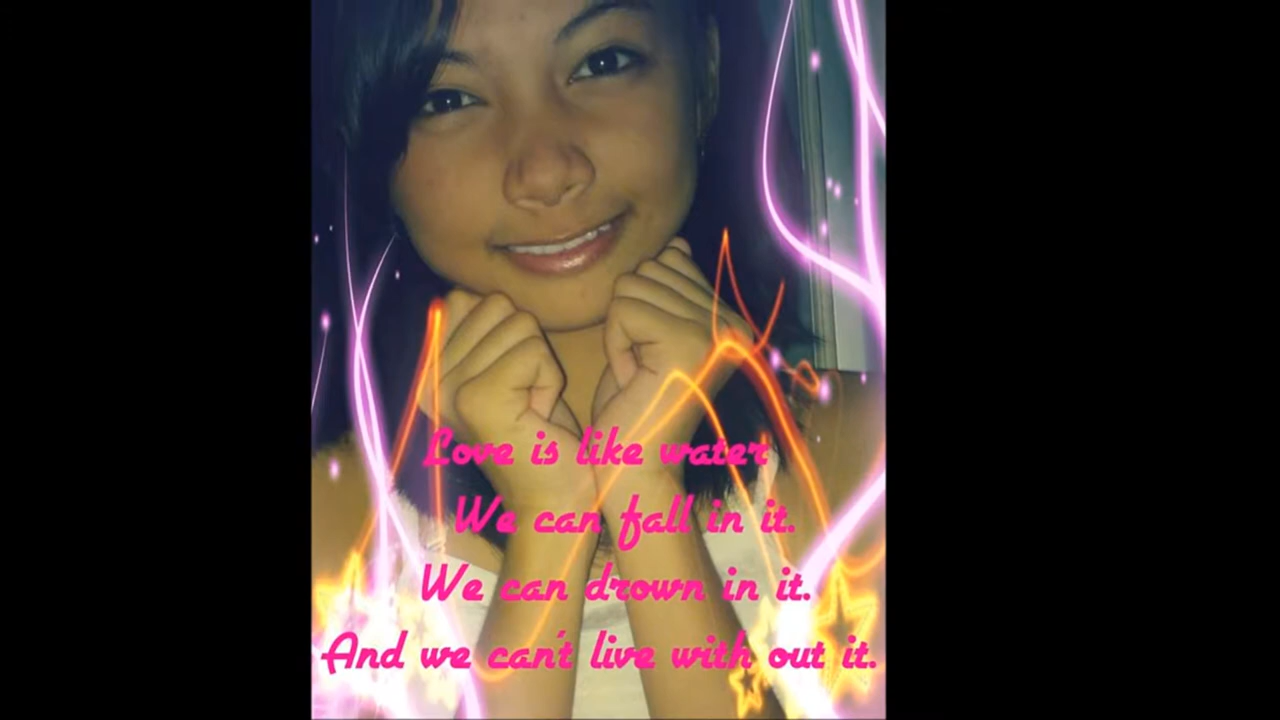 Love is like water
We can fall in it.
We can drown in it.
And we can't live with out it.